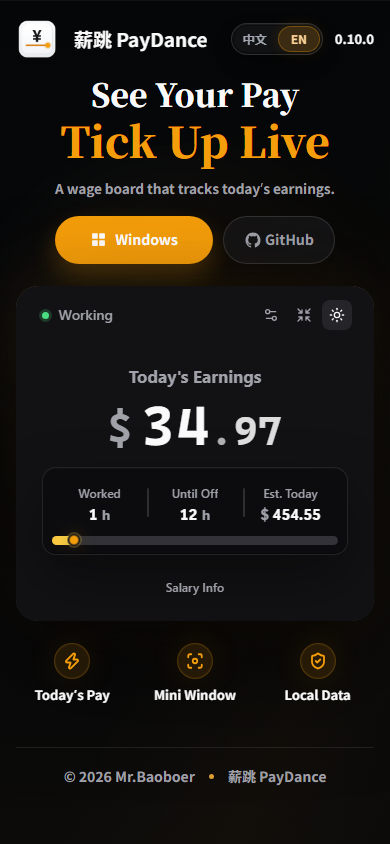 ¥
薪跳 PayDance
中文 EN 0.10.0
See Your Pay
Tick Up Live
A wage board that tracks today's earnings.
Windows GitHub
Working
Today's Earnings
$ 34.97
Worked Until Off Est. Today
1 h 12 h $ 454.55
Salary Info
Today's Pay Mini Window Local Data
© 2026 Mr.Baoboer • 薪跳 PayDance